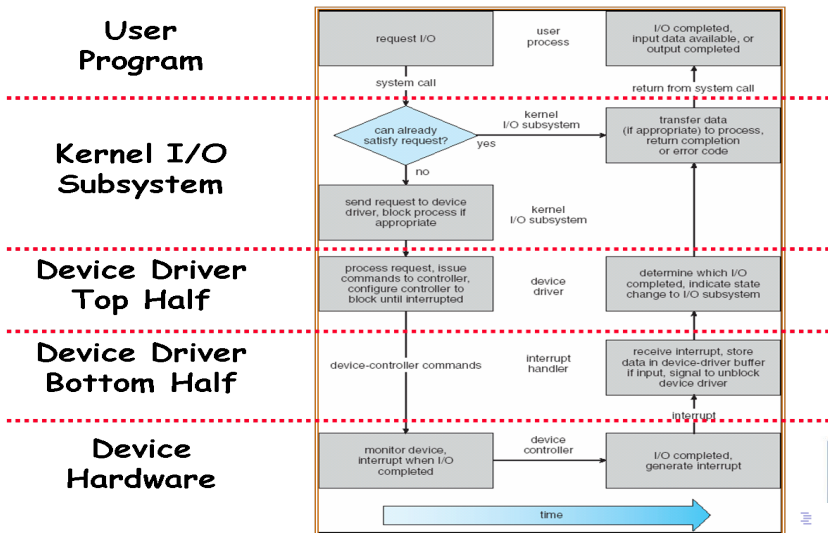 User
Program
request I/O
user
process
I/O completed,
input data available, or
output completed
system call
return from system call
Kernel I/O
Subsystem
can already
satisfy request?
yes
no
kernel
I/O subsystem
transfer data
(if appropriate) to process,
return completion
or error code
send request to device
driver, block process if
appropriate
kernel
I/O subsystem
Device Driver
Top Half
process request, issue
commands to controller,
configure controller to
block until interrupted
device
driver
determine which I/O
completed, indicate state
change to I/O subsystem
Device Driver
Bottom Half
device-controller commands
interrupt
handler
receive interrupt, store
data in device-driver buffer
if input, signal to unblock
device driver
interrupt
Device
Hardware
monitor device,
interrupt when I/O
completed
device
controller
I/O completed,
generate interrupt
time